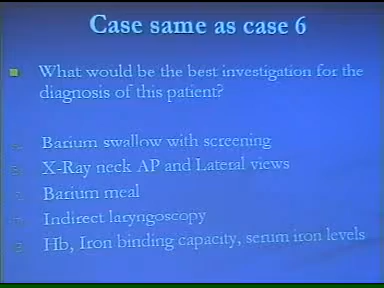 Case same as case 6
What would be the best investigation for the
diagnosis of this patient?
Barium swallow with screening
X-Ray neck AP and Lateral views
Barium meal
Indirect laryngoscopy
Hb, Iron binding capacity, serum iron levels